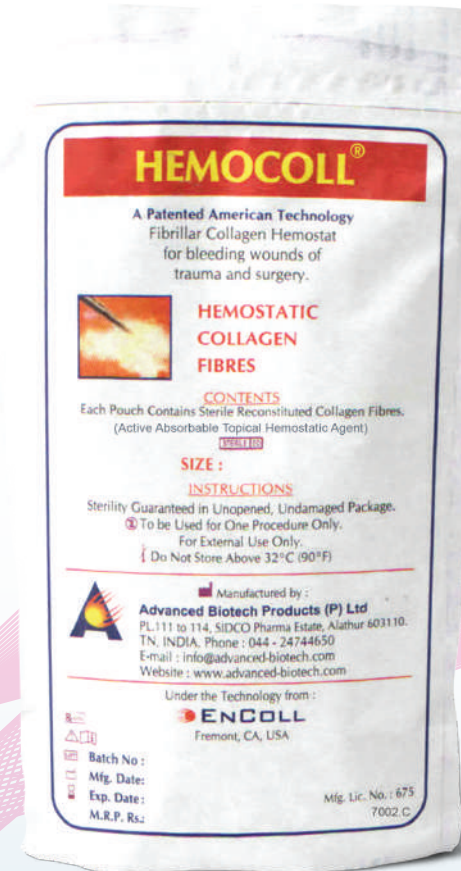 HEMOCOLL®
A Patented American Technology
Fibrillar Collagen Hemostat
for bleeding wounds of
trauma and surgery.
HEMOSTATIC
COLLAGEN
FIBRES
CONTENTS
Each Pouch Contains Sterile Reconstituted Collagen Fibres.
(Active Absorbable Topical Hemostatic Agent)
STERILE EO
SIZE :
INSTRUCTIONS
Sterility Guaranteed in Unopened, Undamaged Package.
To be Used for One Procedure Only.
For External Use Only.
Do Not Store Above 32°C (90°F)
Manufactured by :
Advanced Biotech Products (P) Ltd
PL.111 to 114, SIDCO Pharma Estate, Alathur 603110.
TN, INDIA, Phone : 044 - 24744650
E-mail : info@advanced-biotech.com
Website : www.advanced-biotech.com
Under the Technology from :
ENCOLL
Fremont, CA, USA
Batch No :
Mfg. Date:
Exp. Date :
M.R.P. Rs.:
Mfg. Lic. No. : 675
7002.C